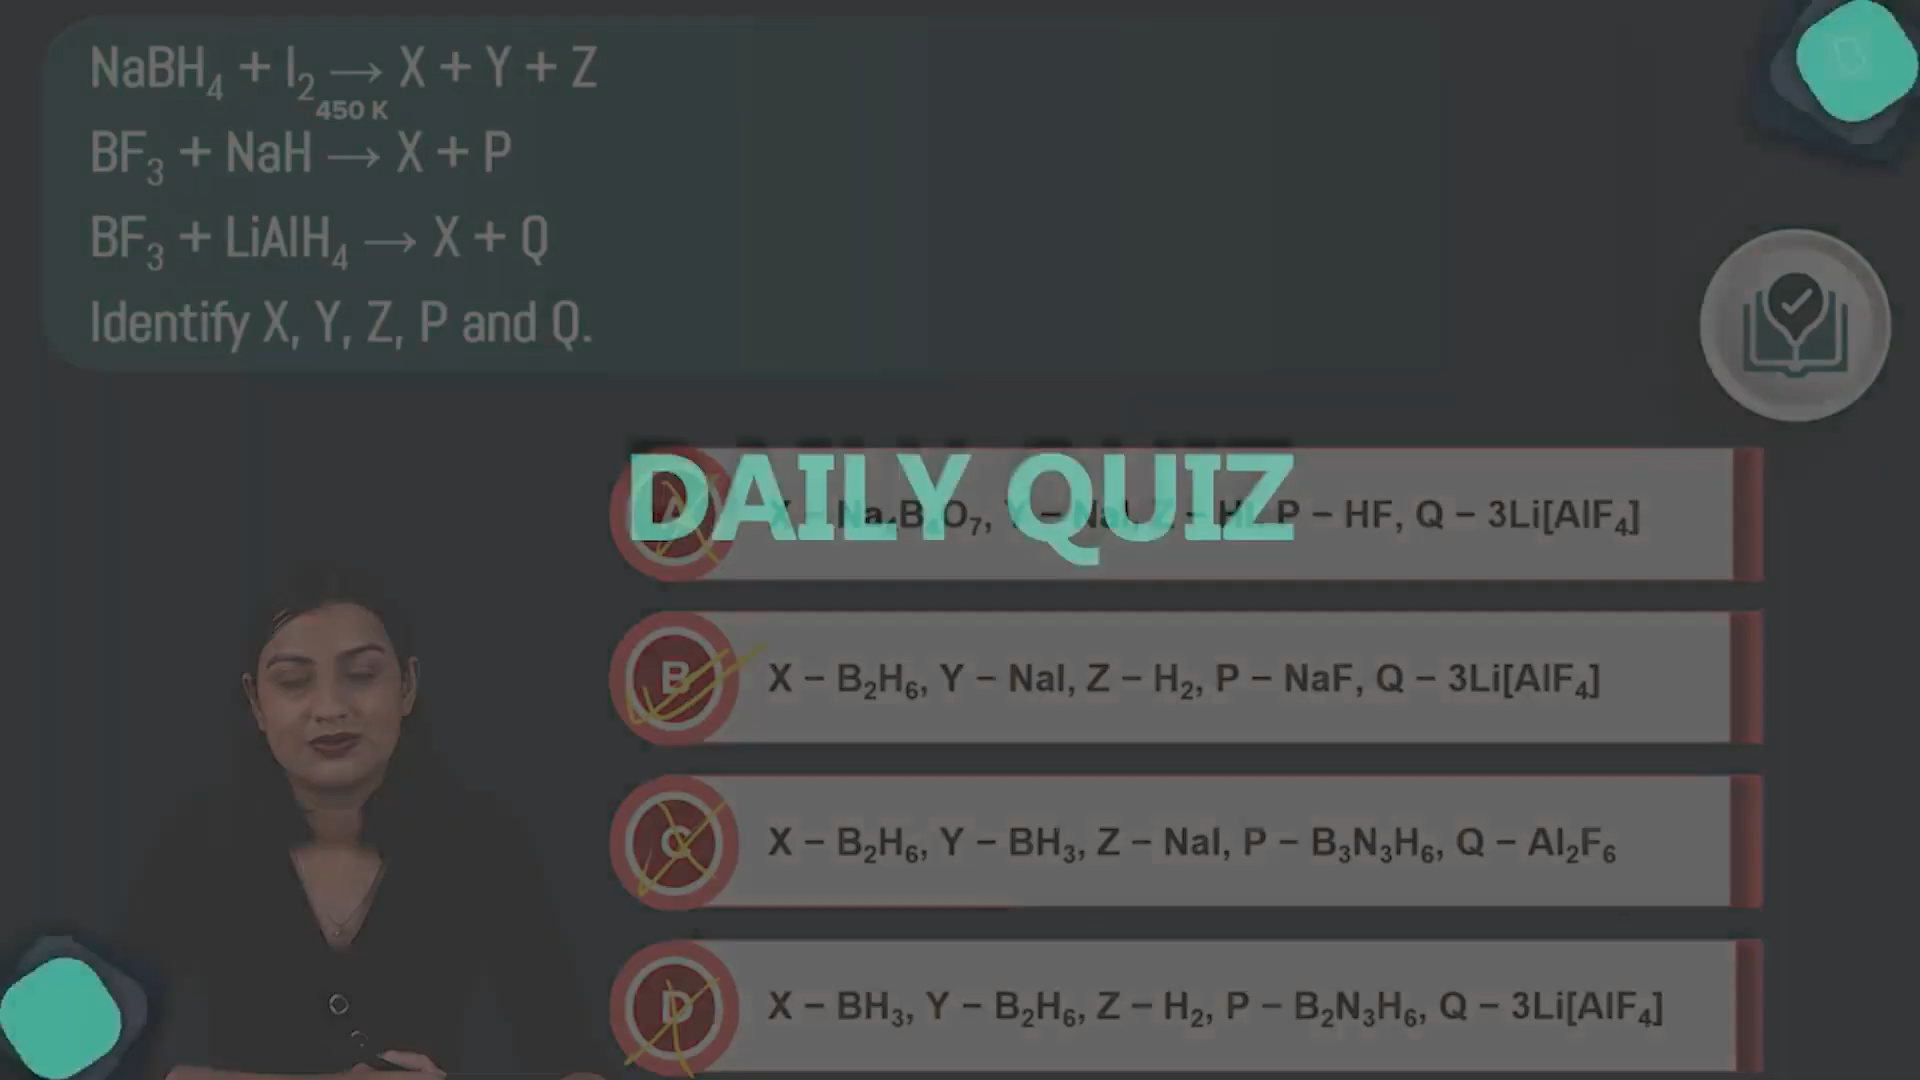 NaBH₄ + I₂ → X + Y + Z
450 K
BF₃ + NaH → X + P
BF₃ + LiAlH₄ → X + Q
Identify X, Y, Z, P and Q.
DAILY QUIZ
P – HF, Q – 3Li[AlF₄]
B X – B₂H₆, Y – NaI, Z – H₂, P – NaF, Q – 3Li[AlF₄]
C X – B₂H₆, Y – BH₃, Z – NaI, P – B₃N₃H₆, Q – Al₂F₆
D X – BH₃, Y – B₂H₆, Z – H₂, P – B₂N₃H₆, Q – 3Li[AlF₄]